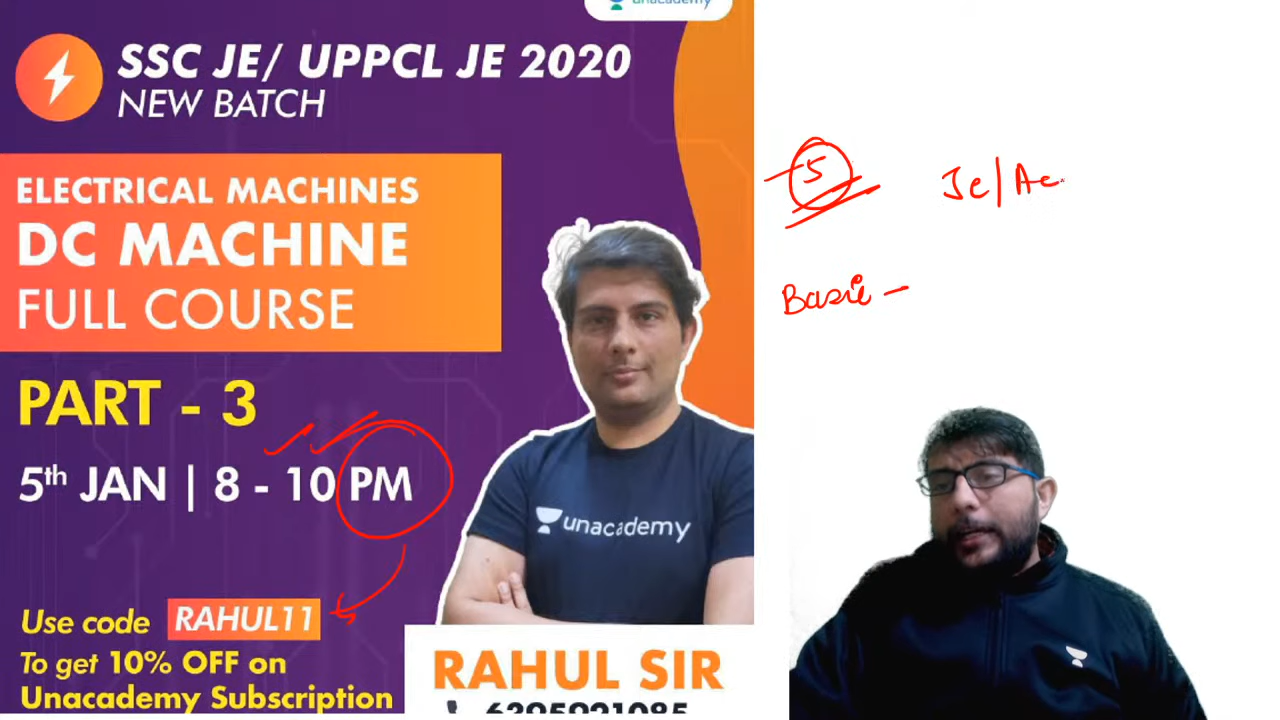 unacademy
SSC JE/ UPPCL JE 2020
NEW BATCH
ELECTRICAL MACHINES
DC MACHINE
FULL COURSE
PART - 3
5th JAN | 8 - 10 PM
unacademy
Use code RAHUL11
To get 10% OFF on
Unacademy Subscription
RAHUL SIR
6395921085
5
Je/Ae
Basic -